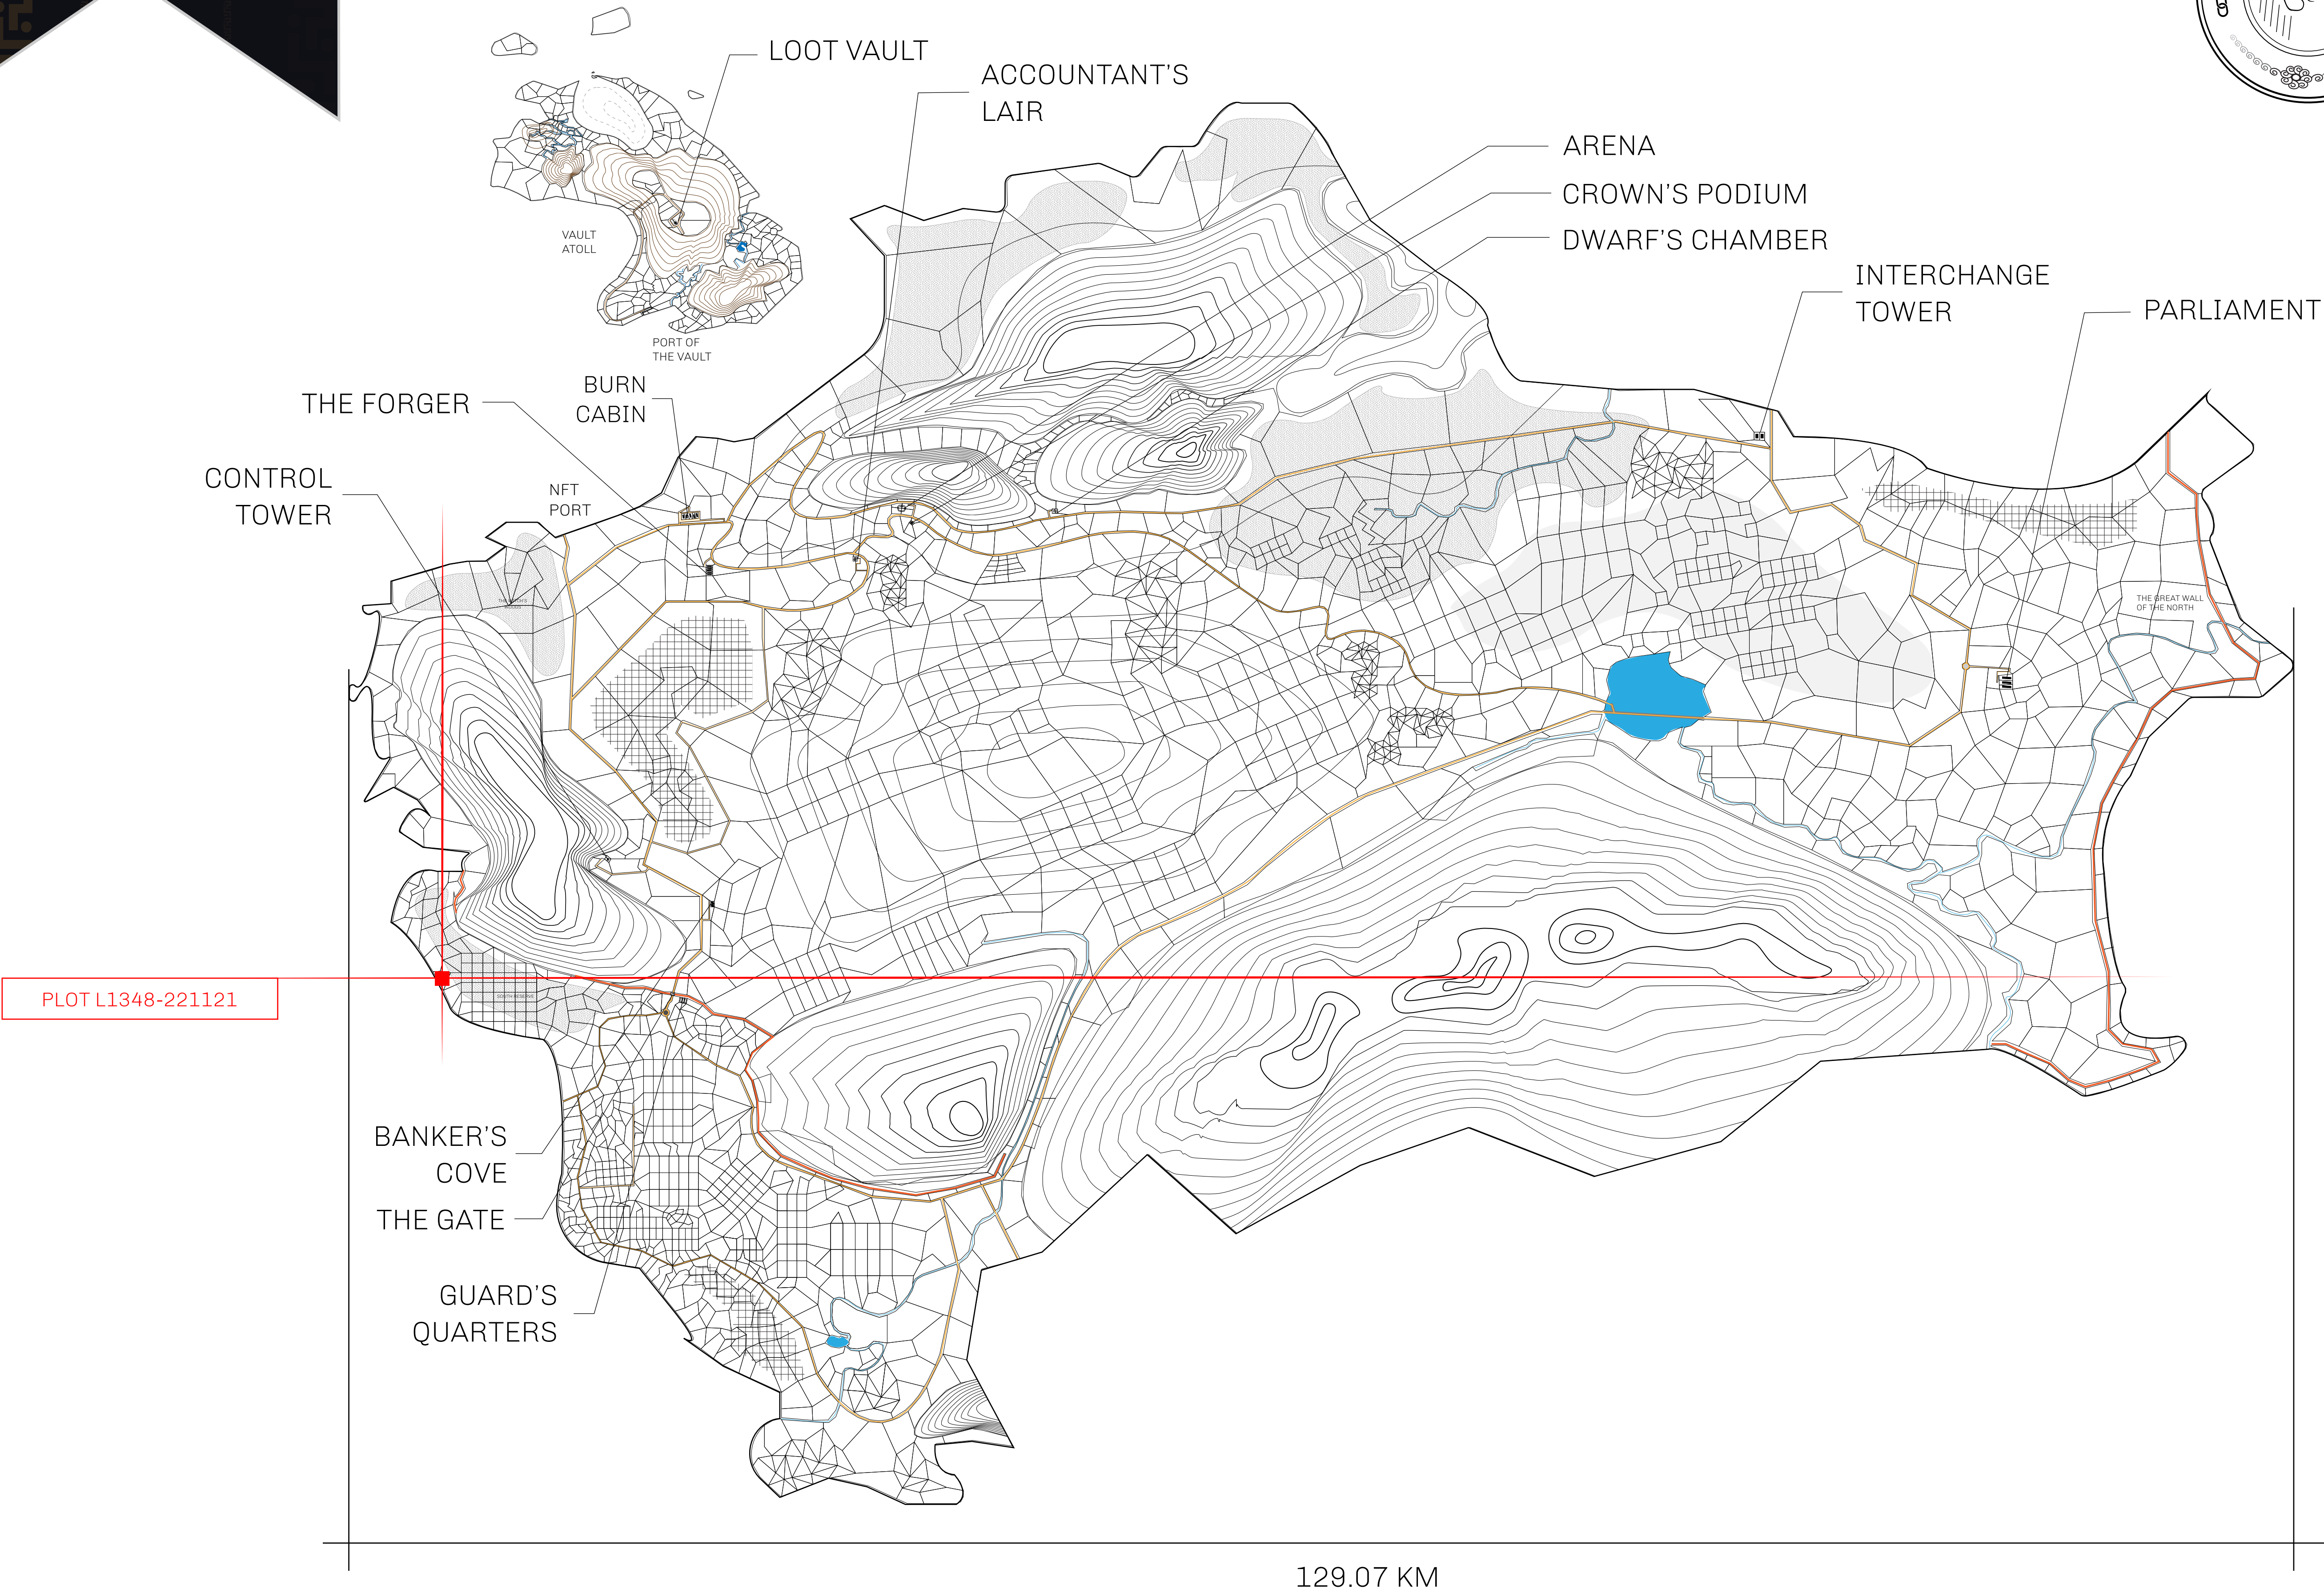 LOOT VAULT
ACCOUNTANT'S
LAIR
ARENA
CROWN'S PODIUM
DWARF'S CHAMBER
INTERCHANGE
TOWER
PARLIAMENT
VAULT
ATOLL
PORT OF
THE VAULT
BURN
CABIN
THE FORGER
CONTROL
TOWER
NFT
PORT
THE GREAT WALL
OF THE NORTH
PLOT L1348-221121
SOUTH RESERVE
BANKER'S
COVE
THE GATE
GUARD'S
QUARTERS
129.07 KM